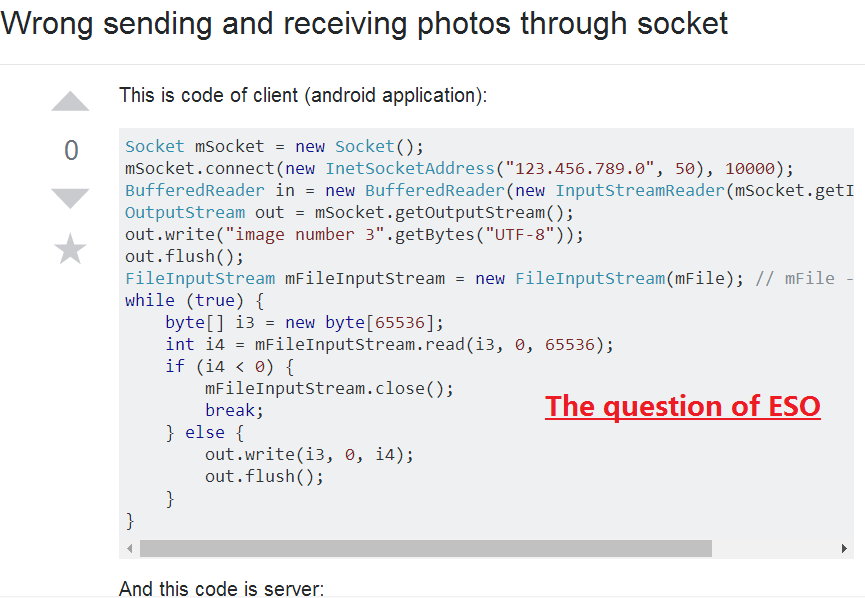 Wrong sending and receiving photos through socket
This is code of client (android application):
0
Socket mSocket = new Socket();
mSocket.connect(new InetSocketAddress("123.456.789.0", 50), 10000);
BufferedReader in = new BufferedReader(new InputStreamReader(mSocket.getI
OutputStream out = mSocket.getOutputStream();
out.write("image number 3".getBytes("UTF-8"));
out.flush();
FileInputStream mFileInputStream = new FileInputStream(mFile); // mFile -
while (true) {
    byte[] i3 = new byte[65536];
    int i4 = mFileInputStream.read(i3, 0, 65536);
    if (i4 < 0) {
        mFileInputStream.close();
        break;
    } else {
        out.write(i3, 0, i4);
        out.flush();
    }
}
The question of ESO
And this code is server: